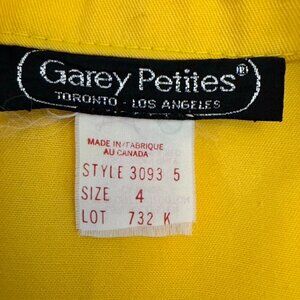 Garey Petites®
TORONTO - LOS ANGELES
MADE IN/FABRIQUE
AU CANADA
STYLE 3093 5
SIZE 4
LOT 732 K